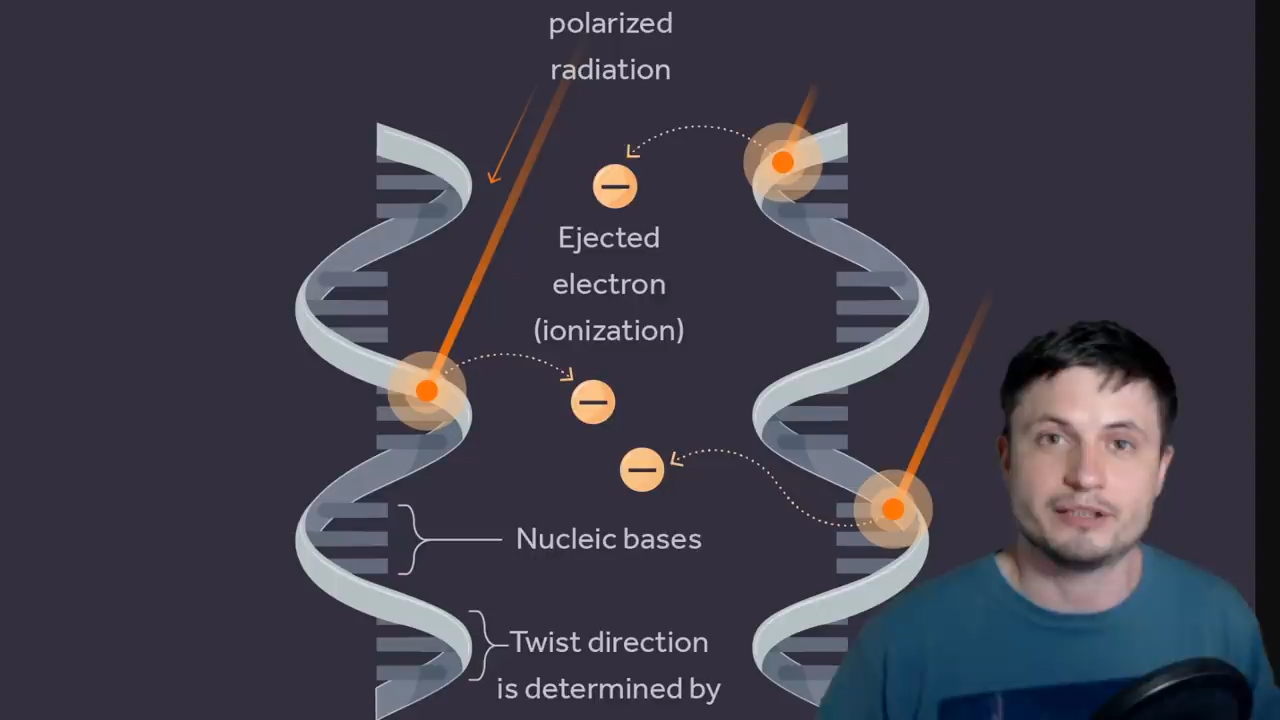 polarized
radiation
Ejected
electron
(ionization)
Nucleic bases
Twist direction
is determined by